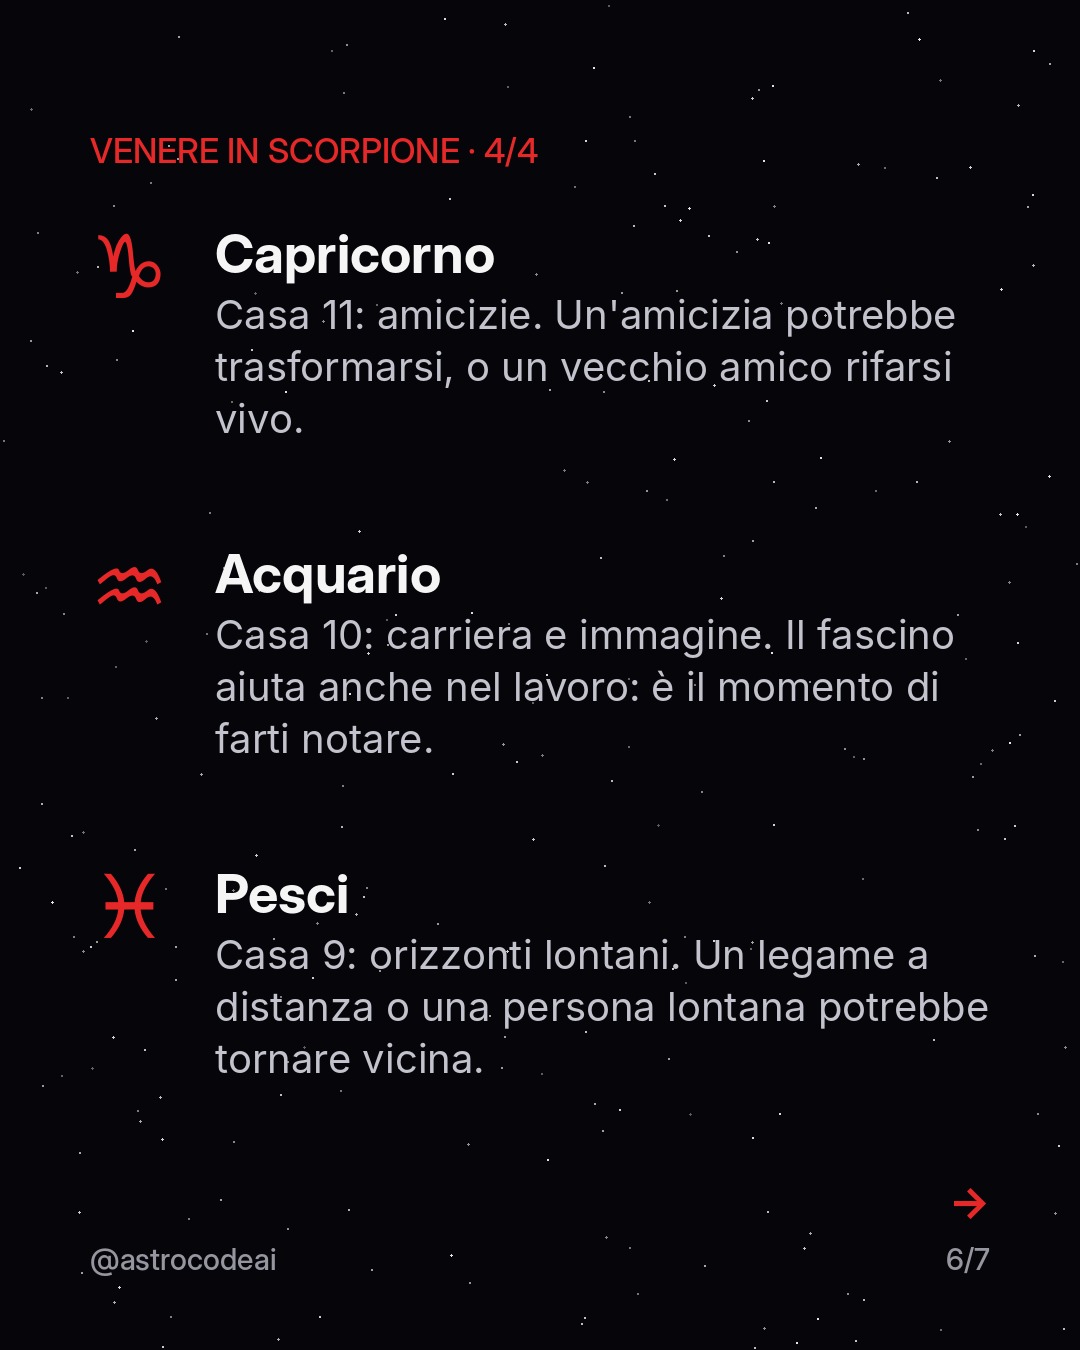 VENERE IN SCORPIONE · 4/4
♑ Capricorno
Casa 11: amicizie. Un'amicizia potrebbe
trasformarsi, o un vecchio amico rifarsi
vivo.
♒ Acquario
Casa 10: carriera e immagine. Il fascino
aiuta anche nel lavoro: è il momento di
farti notare.
♓ Pesci
Casa 9: orizzonti lontani. Un legame a
distanza o una persona lontana potrebbe
tornare vicina.
→
@astrocodeai
6/7